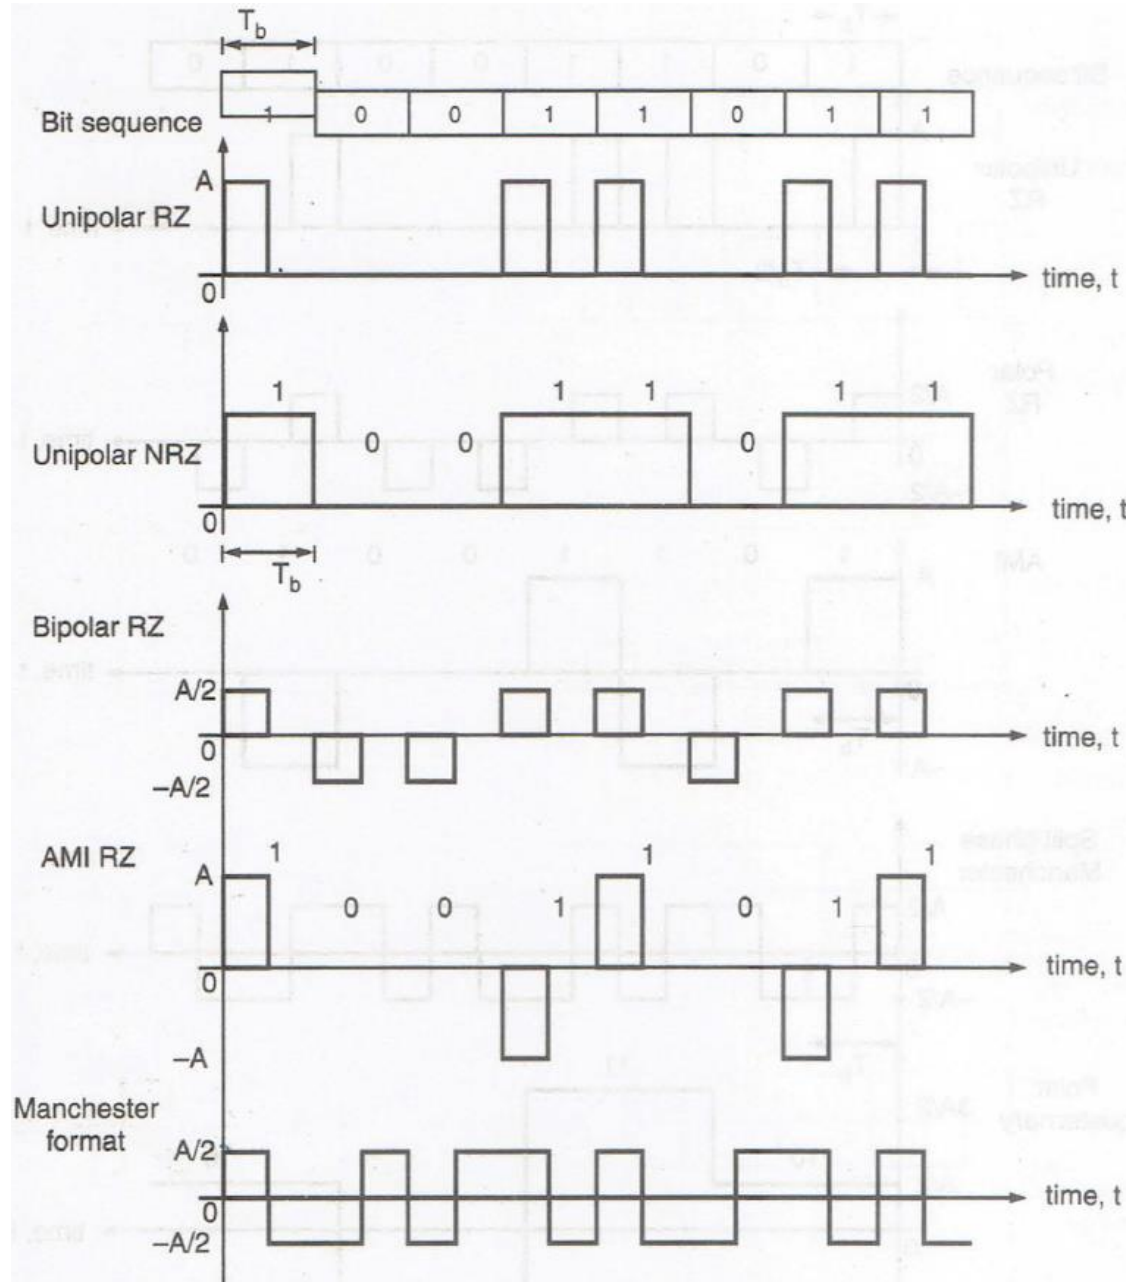 T_b
Bit sequence 1 0 0 1 1 0 1 1
A
Unipolar RZ
0 time, t
1 1 1 1 1
0 0 0
Unipolar NRZ
0 time, t
T_b
Bipolar RZ
A/2
0 time, t
–A/2
AMI RZ 1 1 1
A
0 0 1 0 1
0 time, t
–A
Manchester
format
A/2
0 time, t
–A/2